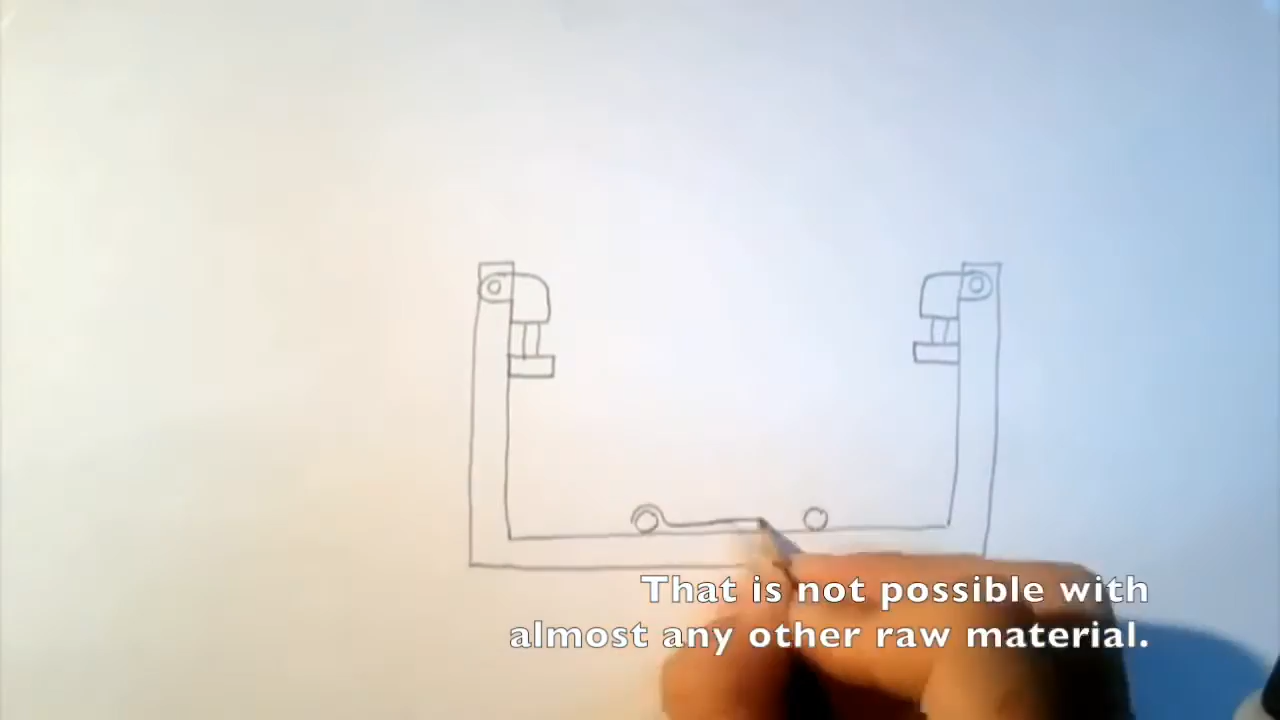 That is not possible with
almost any other raw material.